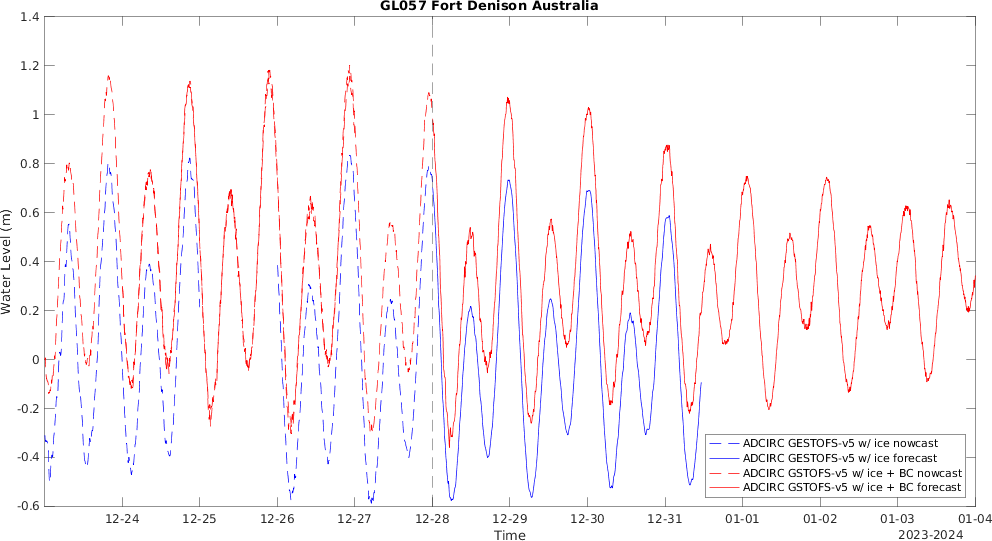 GL057 Fort Denison Australia
1.4
1.2
1
0.8
0.6
0.4
0.2
0
-0.2
-0.4
-0.6
Water Level (m)
ADCIRC GESTOFS-v5 w/ ice nowcast
ADCIRC GESTOFS-v5 w/ ice forecast
ADCIRC GSTOFS-v5 w/ ice + BC nowcast
ADCIRC GSTOFS-v5 w/ ice + BC forecast
12-24 12-25 12-26 12-27 12-28 12-29 12-30 12-31 01-01 01-02 01-03 01-04
Time
2023-2024